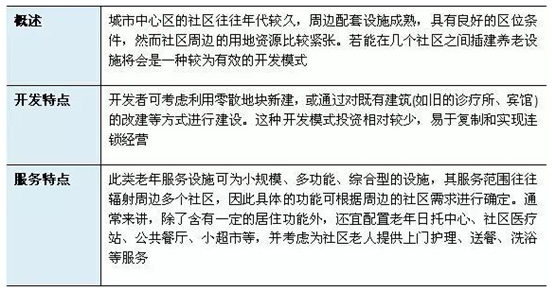 概述
城市中心区的社区往往年代较久，周边配套设施成熟，具有良好的区位条
件，然而社区周边的用地资源比较紧张。若能在几个社区之间插建养老设
施将会是一种较为有效的开发模式
开发特点
开发者可考虑利用零散地块新建，或通过对既有建筑(如旧的诊疗所、宾馆)
的改建等方式进行建设。这种开发模式投资相对较少，易于复制和实现连
锁经营
服务特点
此类老年服务设施可为小规模、多功能、综合型的设施，其服务范围往往
辐射周边多个社区，因此具体的功能可根据周边的社区需求进行确定。通
常来讲，除了含有一定的居住功能外，还宜配置老年日托中心、社区医疗
站、公共餐厅、小超市等，并考虑为社区老人提供上门护理、送餐、洗浴
等服务